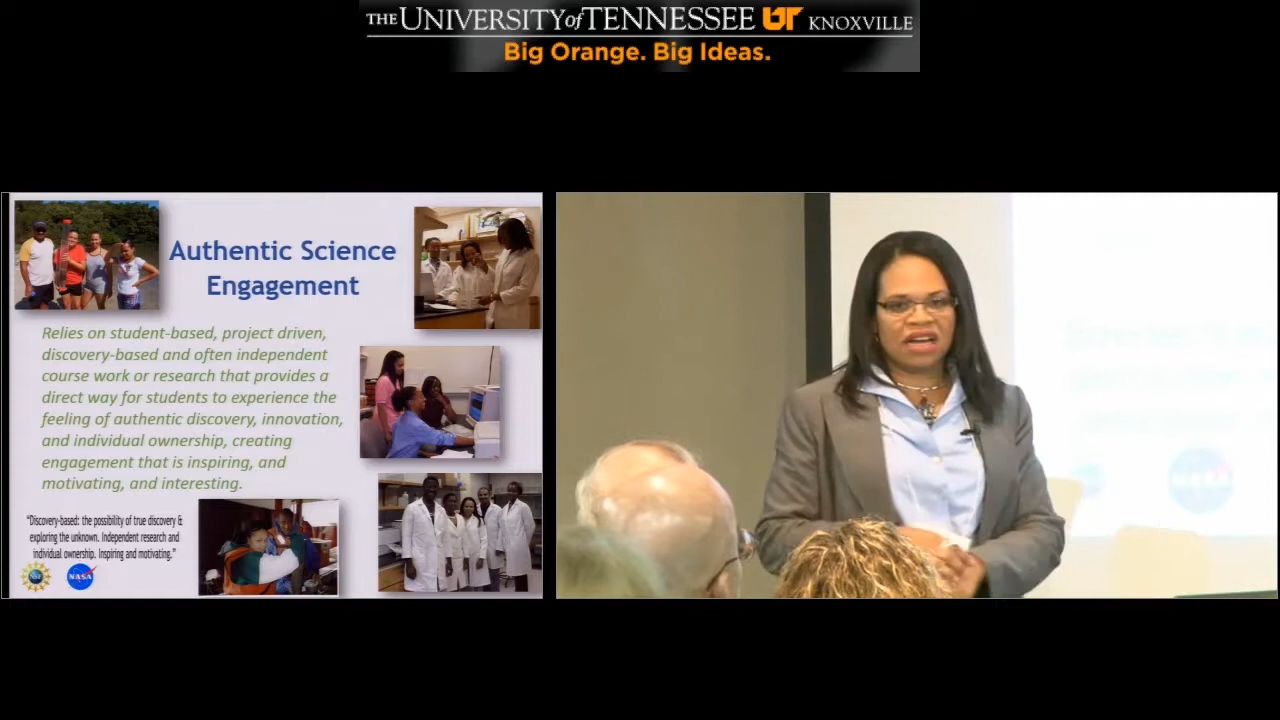 THE UNIVERSITY of TENNESSEE UT KNOXVILLE
Big Orange. Big Ideas.
Authentic Science
Engagement
Relies on student-based, project driven,
discovery-based and often independent
course work or research that provides a
direct way for students to experience the
feeling of authentic discovery, innovation,
and individual ownership, creating
engagement that is inspiring, and
motivating, and interesting.
"Discovery-based: the possibility of true discovery &
exploring the unknown. Independent research and
individual ownership. Inspiring and motivating."
NSF
NASA